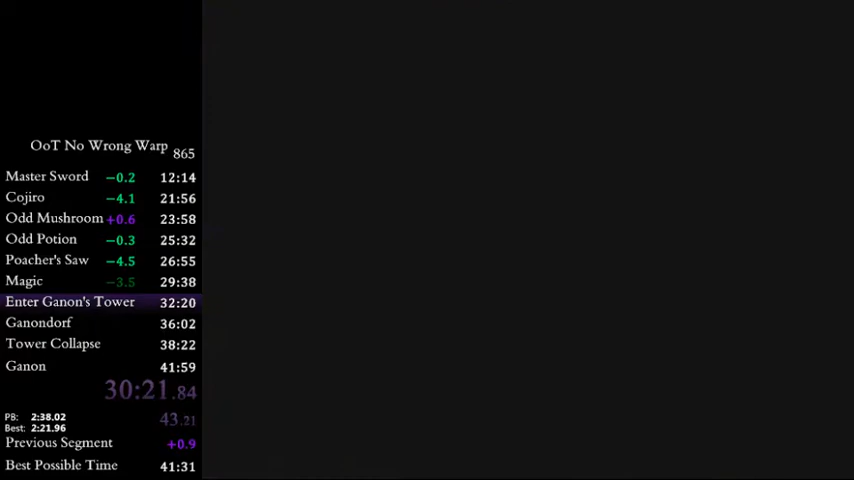 OoT No Wrong Warp
865
Master Sword −0.2 12:14
Cojiro −4.1 21:56
Odd Mushroom +0.6 23:58
Odd Potion −0.3 25:32
Poacher's Saw −4.5 26:55
Magic −3.5 29:38
Enter Ganon's Tower 32:20
Ganondorf 36:02
Tower Collapse 38:22
Ganon 41:59
30:21.84
PB: 2:38.02 43.21
Best: 2:21.96
Previous Segment +0.9
Best Possible Time 41:31